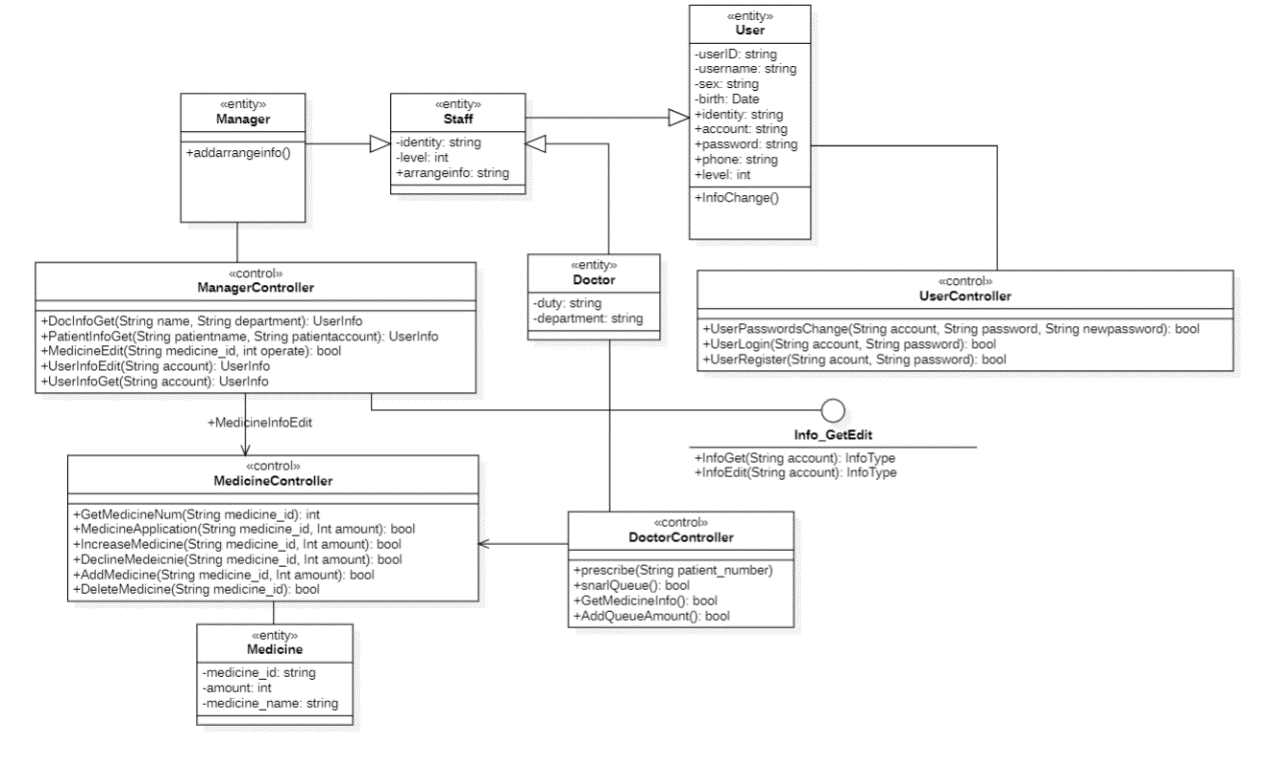 «entity»
User
-userID: string
-username: string
-sex: string
-birth: Date
+identity: string
+account: string
+password: string
+phone: string
+level: int
+InfoChange()
«entity»
Manager
+addarrangeinfo()
«entity»
Staff
-identity: string
-level: int
+arrangeinfo: string
«entity»
Doctor
-duty: string
-department: string
«control»
ManagerController
+DocInfoGet(String name, String department): UserInfo
+PatientInfoGet(String patientname, String patientaccount): UserInfo
+MedicineEdit(String medicine_id, int operate): bool
+UserInfoEdit(String account): UserInfo
+UserInfoGet(String account): UserInfo
«control»
UserController
+UserPasswordsChange(String account, String password, String newpassword): bool
+UserLogin(String account, String password): bool
+UserRegister(String acount, String password): bool
+MedicineInfoEdit
Info_GetEdit
+InfoGet(String account): InfoType
+InfoEdit(String account): InfoType
«control»
MedicineController
+GetMedicineNum(String medicine_id): int
+MedicineApplication(String medicine_id, Int amount): bool
+IncreaseMedicine(String medicine_id, Int amount): bool
+DeclineMedeicnie(String medicine_id, Int amount): bool
+AddMedicine(String medicine_id, Int amount): bool
+DeleteMedicine(String medicine_id): bool
«control»
DoctorController
+prescribe(String patient_number)
+snarlQueue(): bool
+GetMedicineInfo(): bool
+AddQueueAmount(): bool
«entity»
Medicine
-medicine_id: string
-amount: int
-medicine_name: string